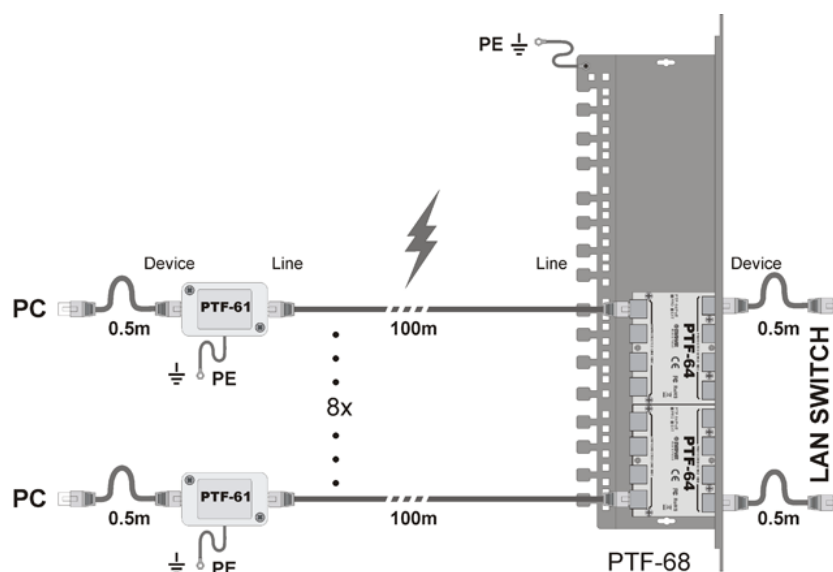 PE
Device
Line
Line
Device
PC
PTF-61
0.5m
100m
0.5m
PE
PTF-64
8x
LAN SWITCH
PC
PTF-61
PTF-64
0.5m
100m
0.5m
PE
PTF-68